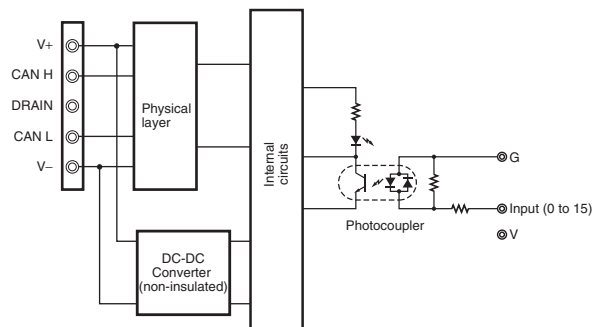 V+
CAN H
DRAIN
CAN L
V–
Physical
layer
DC-DC
Converter
(non-insulated)
Internal
circuits
Photocoupler
G
Input (0 to 15)
V